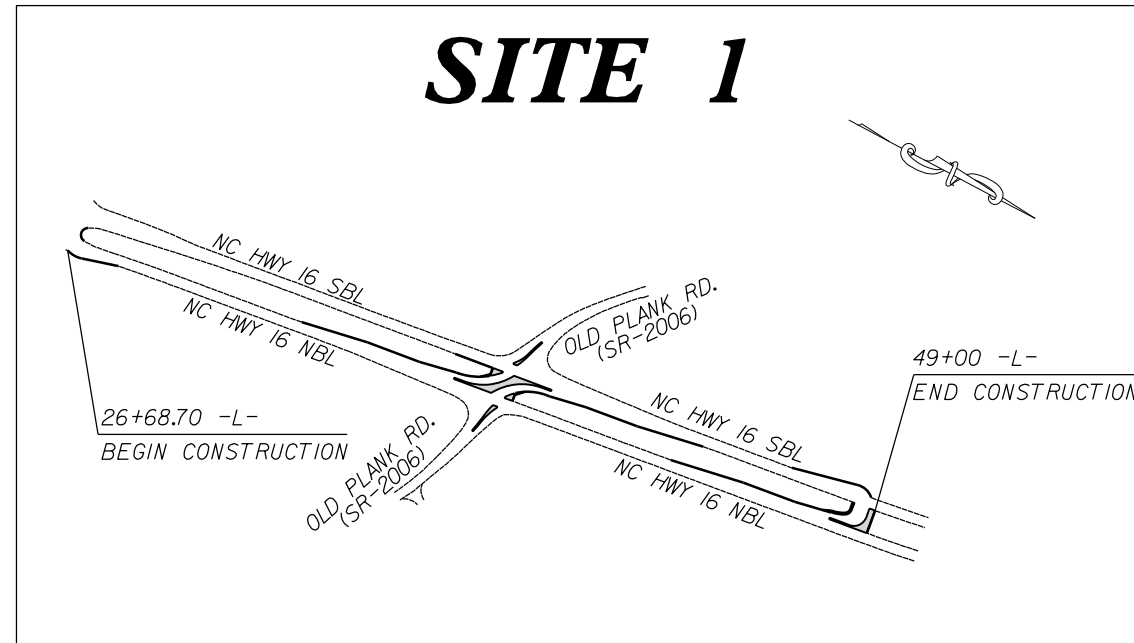 SITE 1
NC HWY 16 SBL
NC HWY 16 NBL
OLD PLANK RD.
(SR-2006)
26+68.70 -L-
BEGIN CONSTRUCTION
OLD PLANK RD.
(SR-2006)
NC HWY 16 SBL
NC HWY 16 NBL
49+00 -L-
END CONSTRUCTION